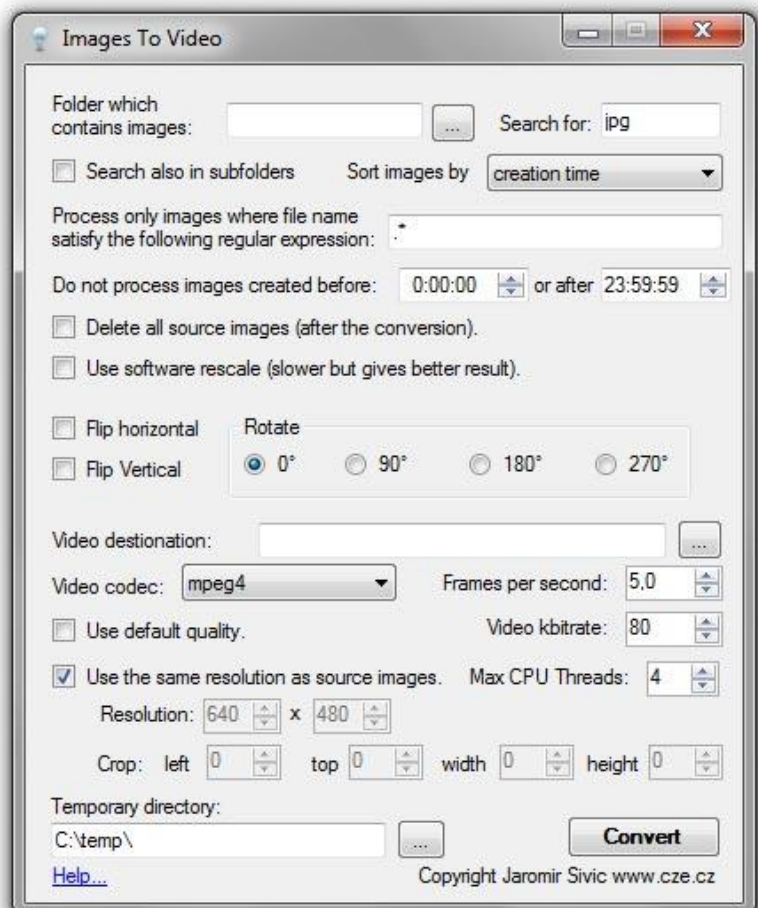 Images To Video
Folder which
contains images: ... Search for: jpg
Search also in subfolders Sort images by creation time
Process only images where file name
satisfy the following regular expression: .*
Do not process images created before: 0:00:00 or after 23:59:59
Delete all source images (after the conversion).
Use software rescale (slower but gives better result).
Flip horizontal Rotate
Flip Vertical 0° 90° 180° 270°
Video destionation: ...
Video codec: mpeg4 Frames per second: 5,0
Use default quality. Video kbitrate: 80
Use the same resolution as source images. Max CPU Threads: 4
Resolution: 640 x 480
Crop: left 0 top 0 width 0 height 0
Temporary directory:
C:\temp\ ... Convert
Help... Copyright Jaromir Sivic www.cze.cz